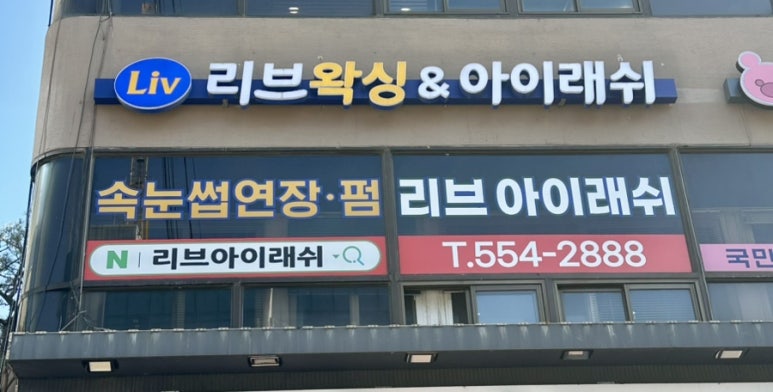 Liv 리브왁싱 & 아이래쉬
속눈썹연장·펌 리브 아이래쉬
N 리브아이래쉬
T.554-2888
국민